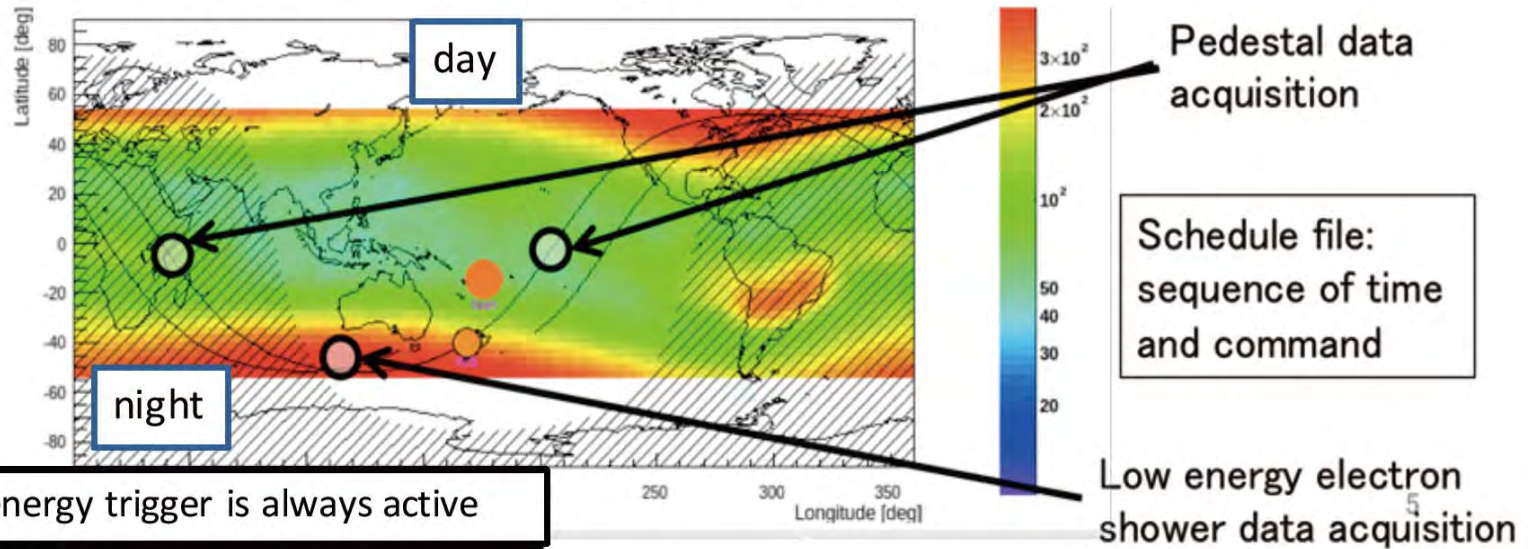 day
night
Latitude [deg]
80
60
40
20
0
-20
-40
-60
-80
250
300
350
Longitude [deg]
3×10²
2×10²
10²
50
40
30
20
Pedestal data
acquisition
Schedule file:
sequence of time
and command
Low energy electron
shower data acquisition
5
energy trigger is always active